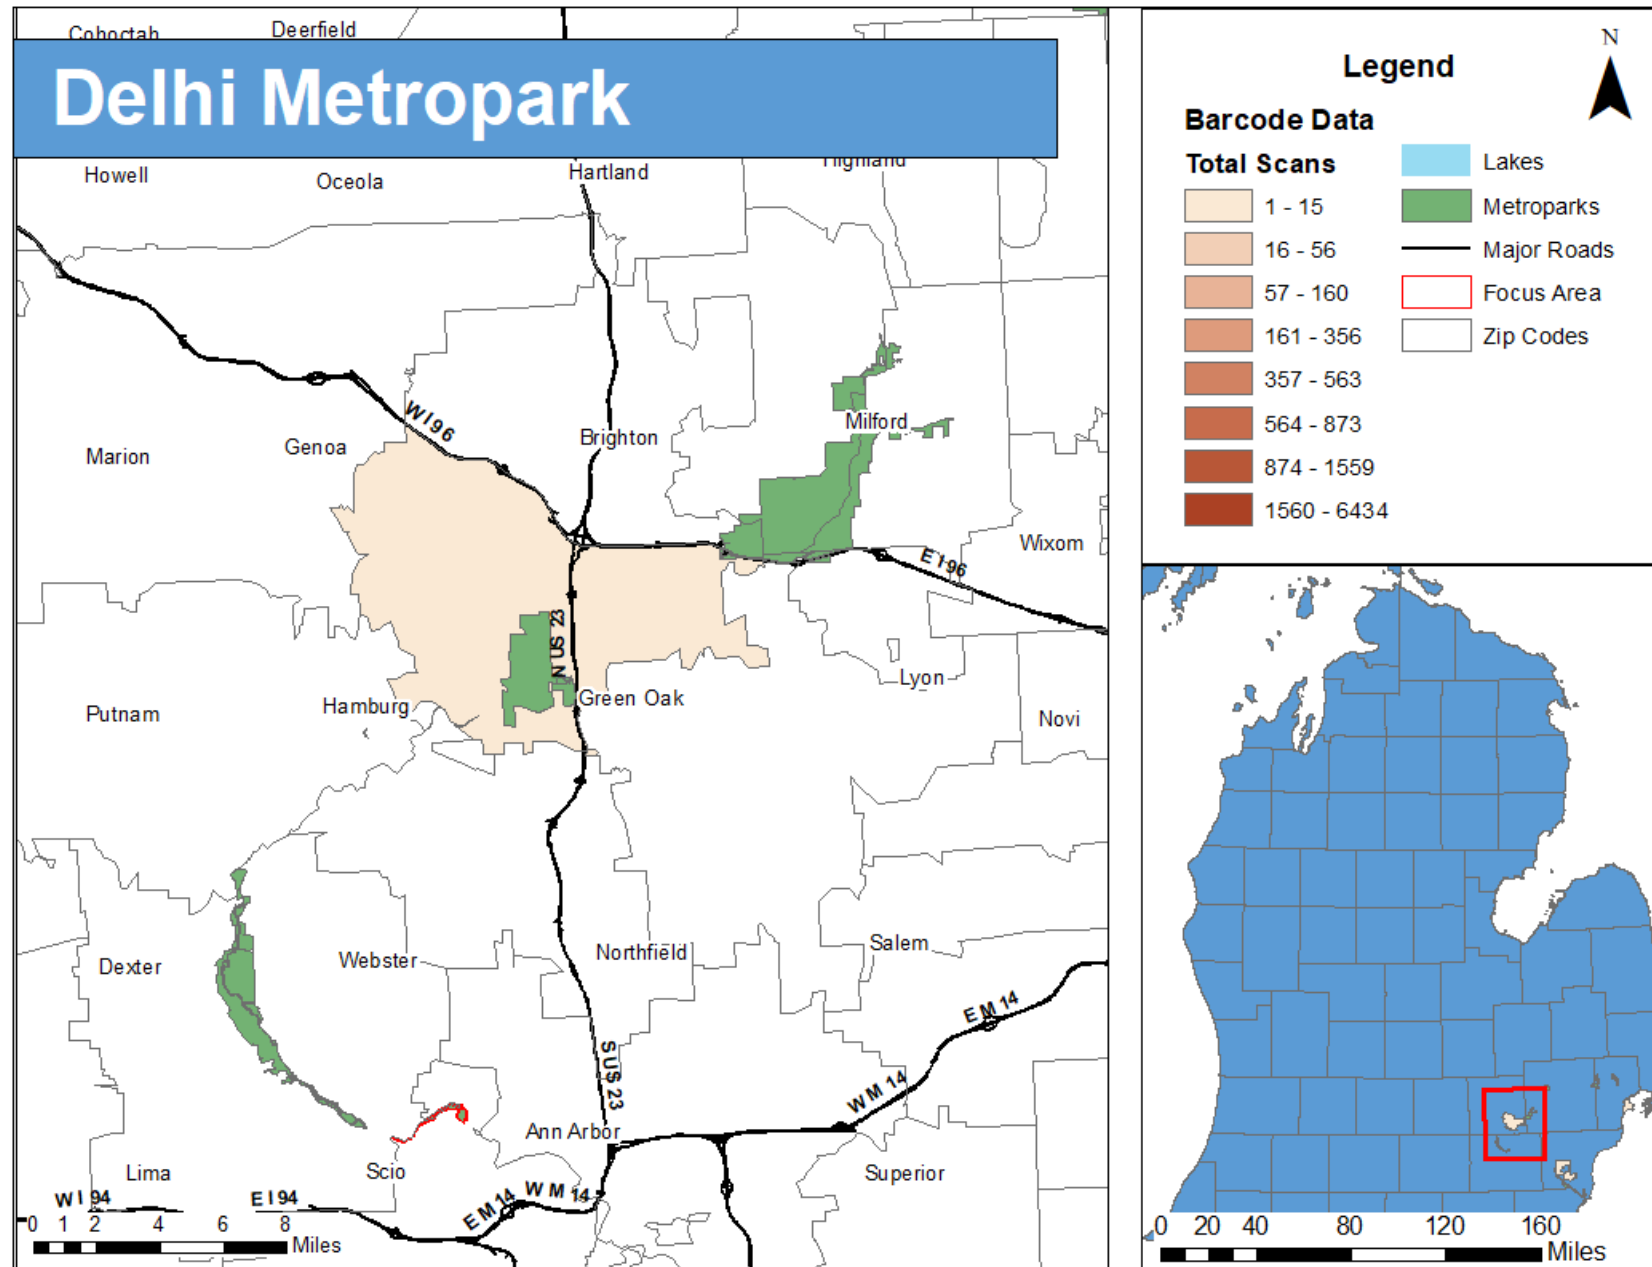 Cohoctah
Deerfield
Delhi Metropark
Howell
Oceola
Hartland
Highland
W I 96
Marion
Genoa
Brighton
Milford
Wixom
E I 96
N US 23
Putnam
Hamburg
Green Oak
Lyon
Novi
Dexter
Webster
Northfield
Salem
E M 14
S US 23
W M 14
Ann Arbor
Lima
Scio
Superior
W I 94
E I 94
E M 14
W M 14
0 1 2 4 6 8
Miles
N
Legend
Barcode Data
Total Scans
1 - 15
16 - 56
57 - 160
161 - 356
357 - 563
564 - 873
874 - 1559
1560 - 6434
Lakes
Metroparks
Major Roads
Focus Area
Zip Codes
0 20 40 80 120 160
Miles